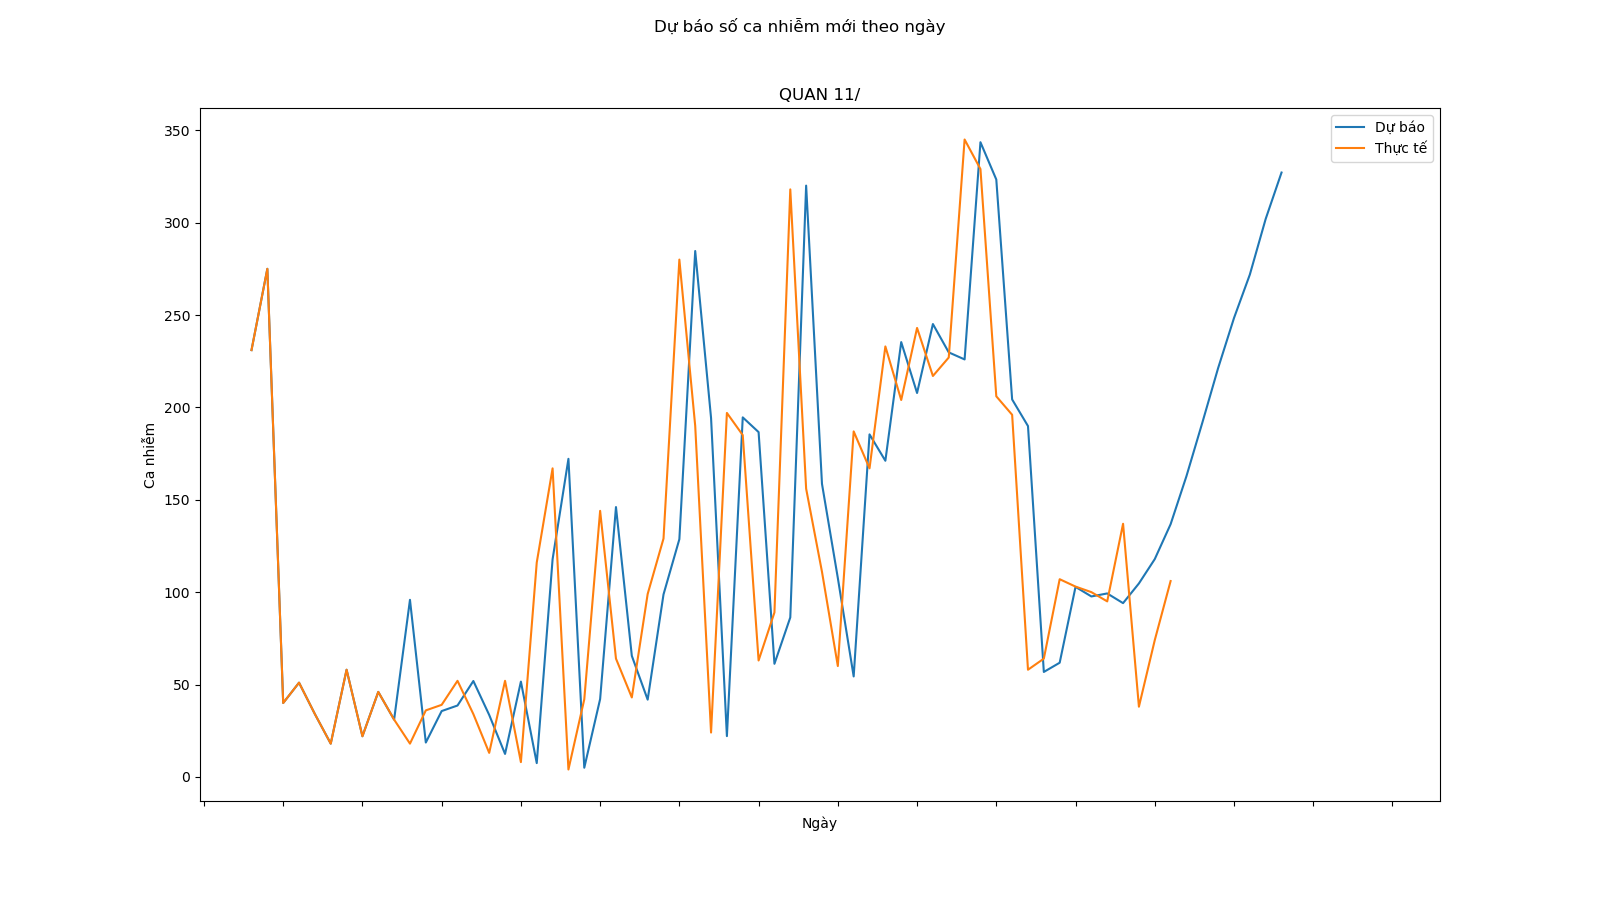 Dự báo số ca nhiễm mới theo ngày
QUAN 11/
Dự báo
Thực tế
350
300
250
200
150
100
50
0
Ca nhiễm
Ngày